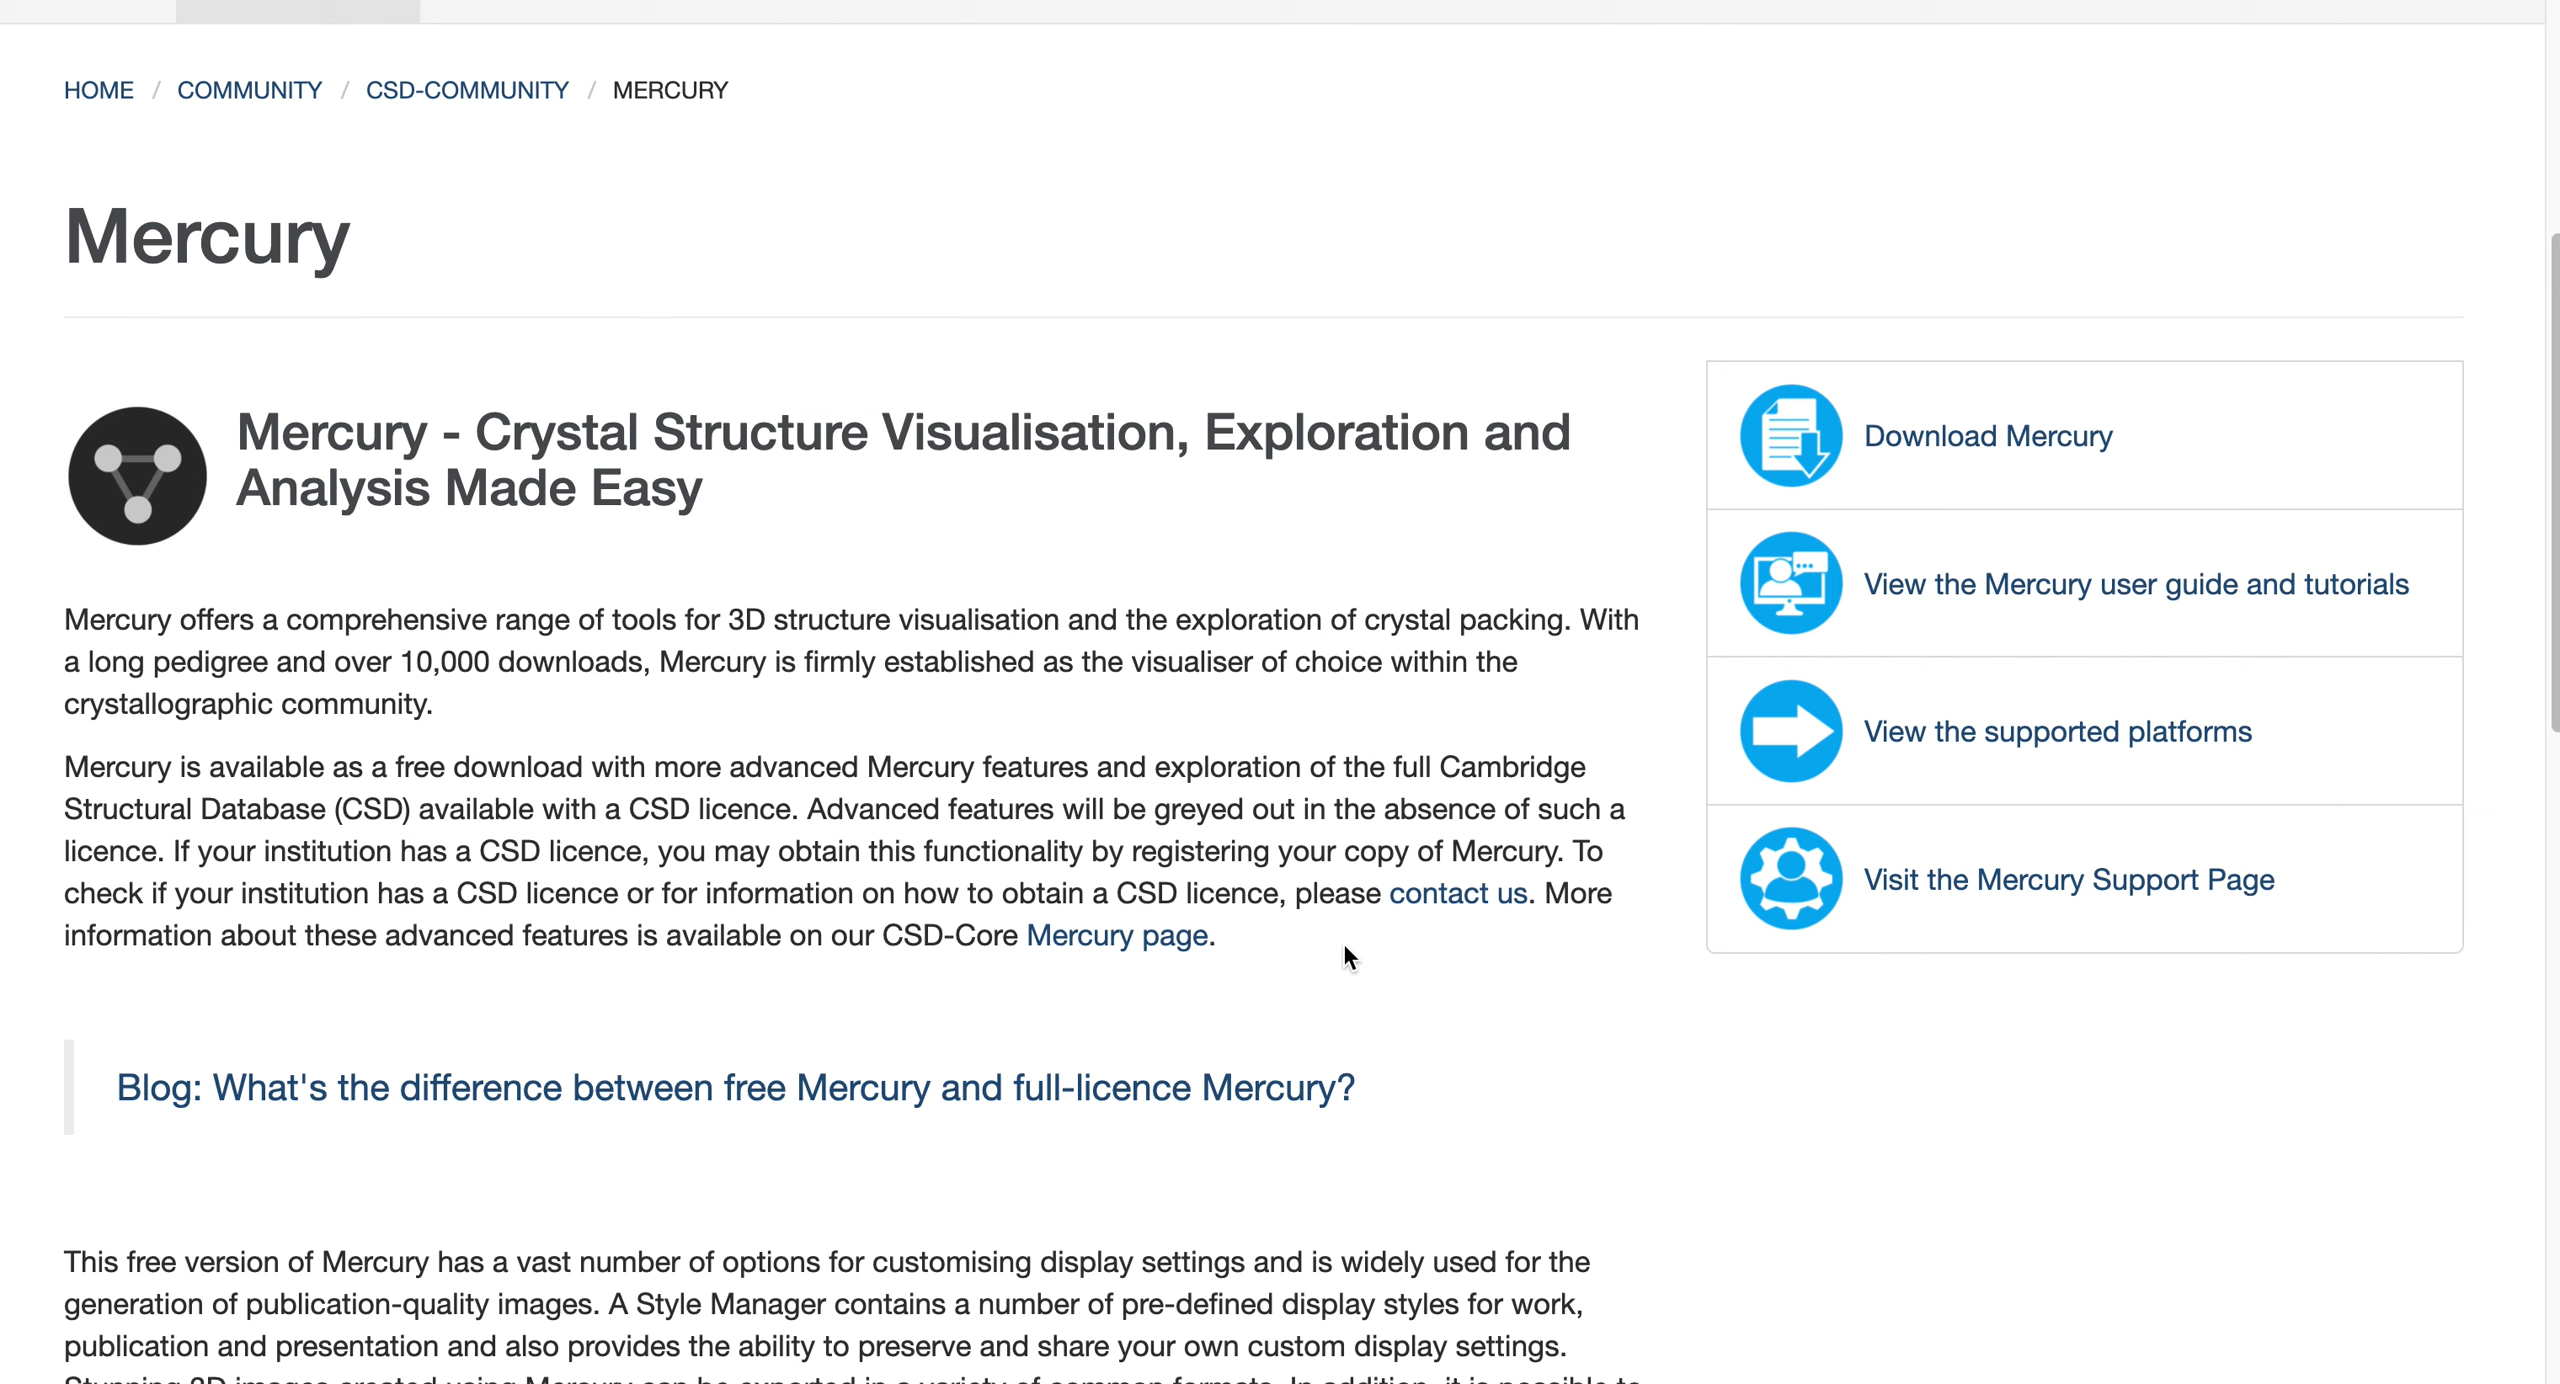 HOME / COMMUNITY / CSD-COMMUNITY / MERCURY
Mercury
Mercury - Crystal Structure Visualisation, Exploration and
Analysis Made Easy
Mercury offers a comprehensive range of tools for 3D structure visualisation and the exploration of crystal packing. With
a long pedigree and over 10,000 downloads, Mercury is firmly established as the visualiser of choice within the
crystallographic community.
Mercury is available as a free download with more advanced Mercury features and exploration of the full Cambridge
Structural Database (CSD) available with a CSD licence. Advanced features will be greyed out in the absence of such a
licence. If your institution has a CSD licence, you may obtain this functionality by registering your copy of Mercury. To
check if your institution has a CSD licence or for information on how to obtain a CSD licence, please contact us. More
information about these advanced features is available on our CSD-Core Mercury page.
Blog: What's the difference between free Mercury and full-licence Mercury?
This free version of Mercury has a vast number of options for customising display settings and is widely used for the
generation of publication-quality images. A Style Manager contains a number of pre-defined display styles for work,
publication and presentation and also provides the ability to preserve and share your own custom display settings.
Download Mercury
View the Mercury user guide and tutorials
View the supported platforms
Visit the Mercury Support Page